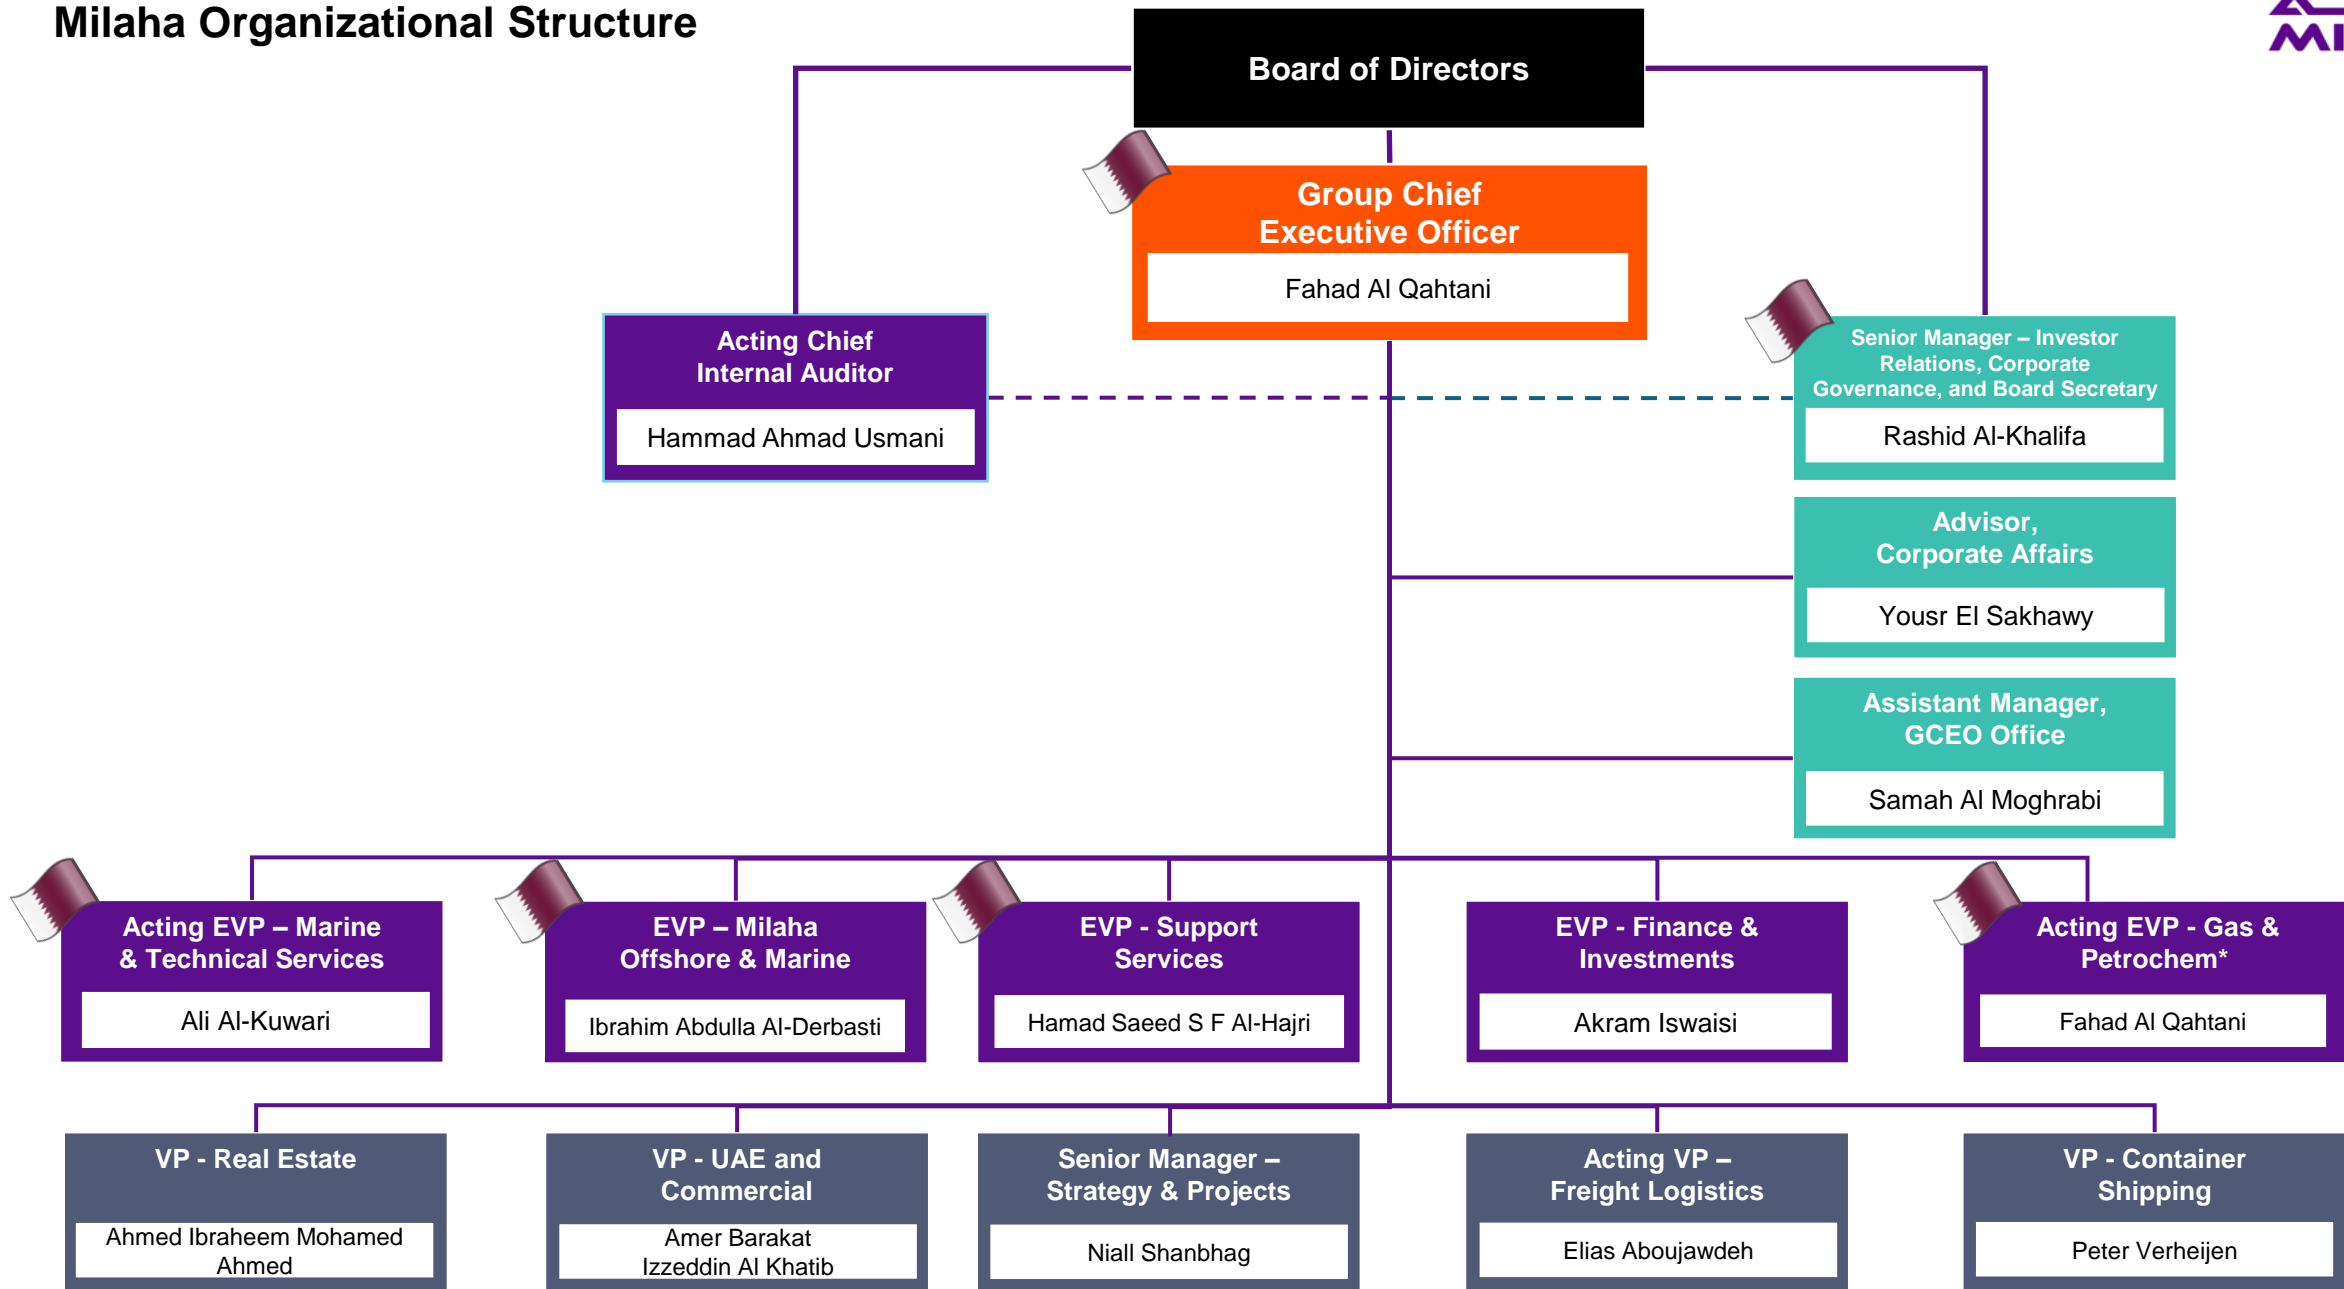 Milaha Organizational Structure
MI
Board of Directors
Group Chief
Executive Officer
Fahad Al Qahtani
Acting Chief
Internal Auditor
Hammad Ahmad Usmani
Senior Manager – Investor
Relations, Corporate
Governance, and Board Secretary
Rashid Al-Khalifa
Advisor,
Corporate Affairs
Yousr El Sakhawy
Assistant Manager,
GCEO Office
Samah Al Moghrabi
Acting EVP – Marine
& Technical Services
Ali Al-Kuwari
EVP – Milaha
Offshore & Marine
Ibrahim Abdulla Al-Derbasti
EVP - Support
Services
Hamad Saeed S F Al-Hajri
EVP - Finance &
Investments
Akram Iswaisi
Acting EVP - Gas &
Petrochem*
Fahad Al Qahtani
VP - Real Estate
Ahmed Ibraheem Mohamed
Ahmed
VP - UAE and
Commercial
Amer Barakat
Izzeddin Al Khatib
Senior Manager –
Strategy & Projects
Niall Shanbhag
Acting VP –
Freight Logistics
Elias Aboujawdeh
VP - Container
Shipping
Peter Verheijen